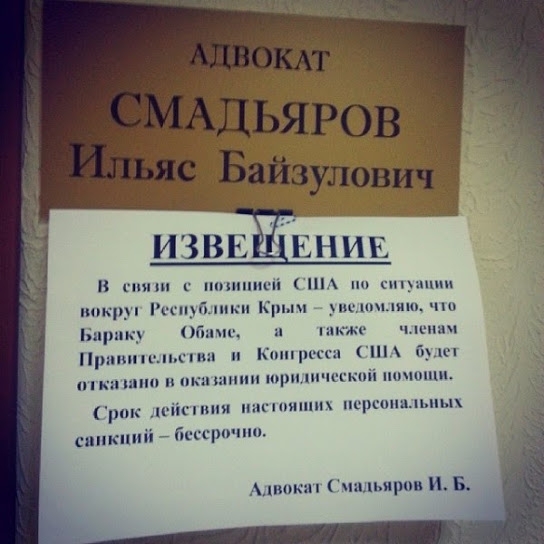 АДВОКАТ
СМАДЬЯРОВ
Ильяс Байзулович
ИЗВЕЩЕНИЕ
В связи с позицией США по ситуации
вокруг Республики Крым – уведомляю, что
Бараку Обаме, а также членам
Правительства и Конгресса США будет
отказано в оказании юридической помощи.
Срок действия настоящих персональных
санкций – бессрочно.
Адвокат Смадьяров И. Б.